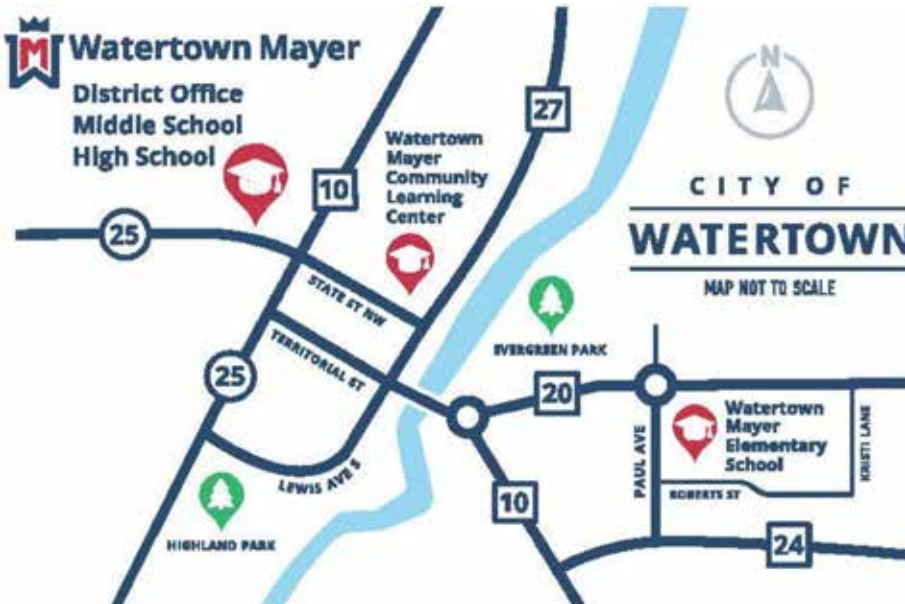 M
Watertown Mayer
District Office
Middle School
High School
Watertown
Mayer
Community
Learning
Center
27
10
25
N
CITY OF
WATERTOWN
MAP NOT TO SCALE
STATE ST NW
TERRITORIAL ST
EVERGREEN PARK
25
20
Watertown
Mayer
Elementary
School
PAUL AVE
KRISTI LANE
ROBERTS ST
LEWIS AVE S
HIGHLAND PARK
10
24